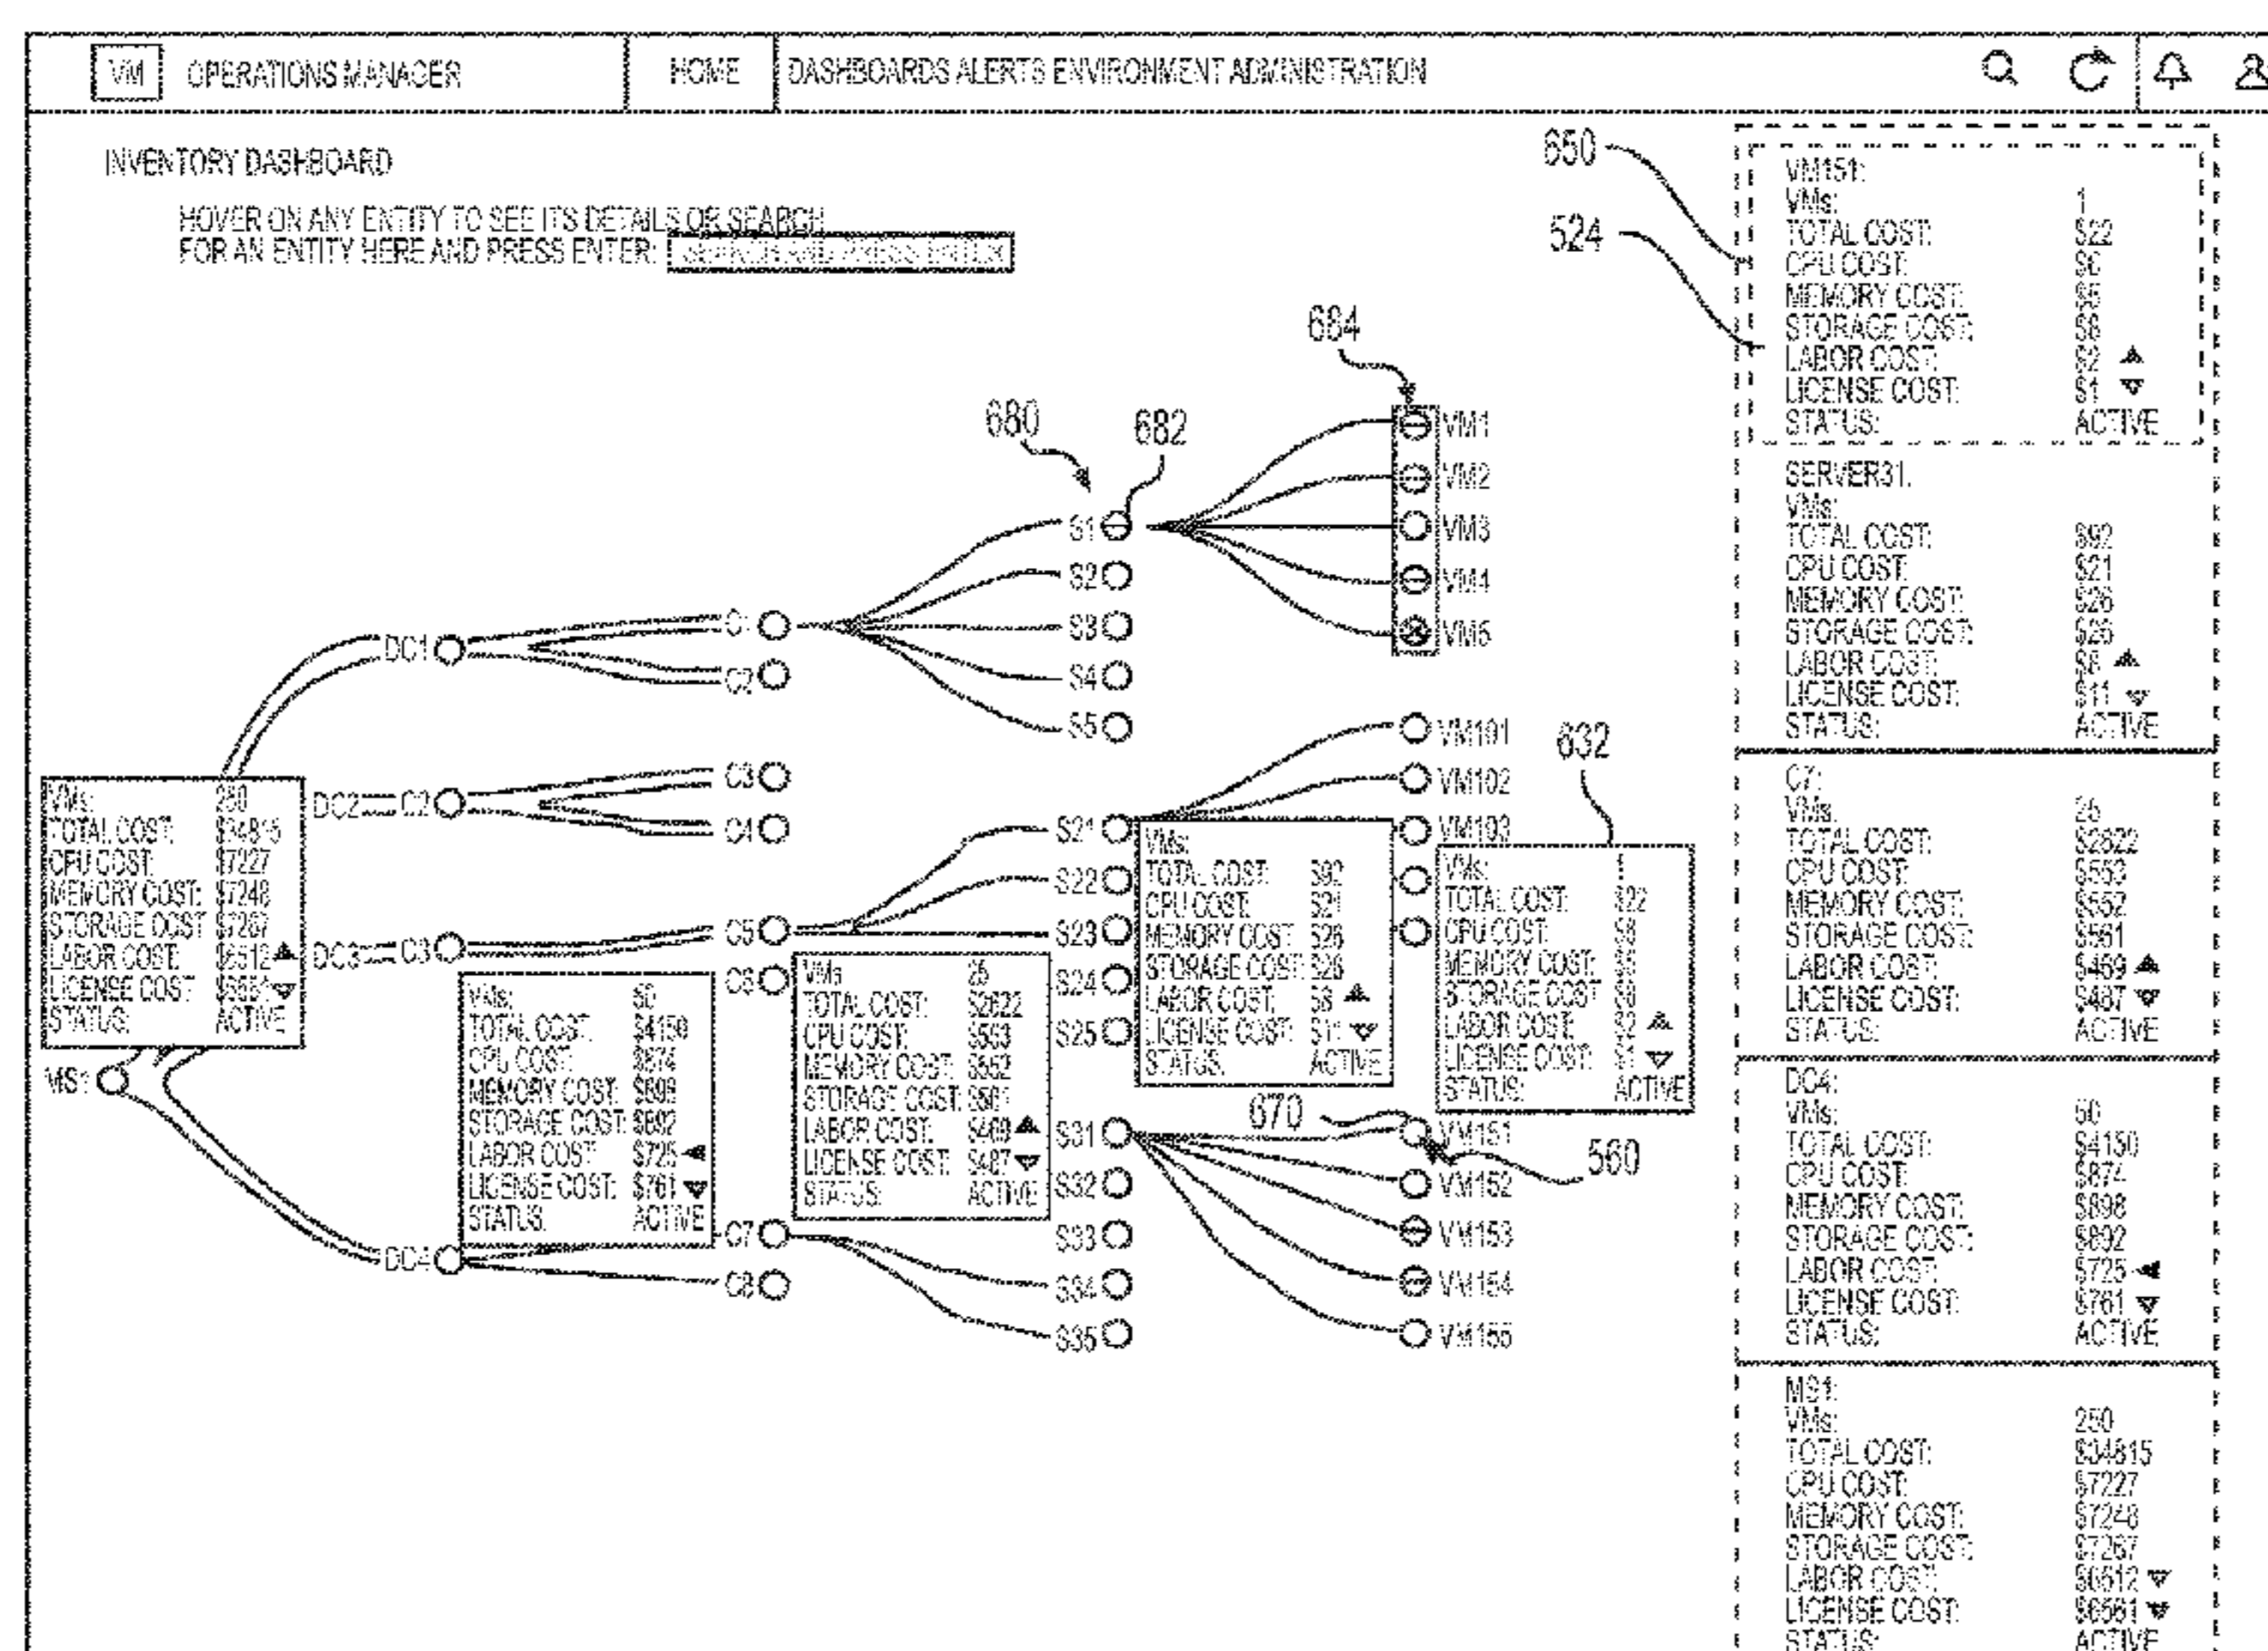 VM OPERATIONS MANAGER HOME DASHBOARDS ALERTS ENVIRONMENT ADMINISTRATION
INVENTORY DASHBOARD
HOVER ON ANY ENTITY TO SEE ITS DETAILS OR SEARCH
FOR AN ENTITY HERE AND PRESS ENTER: SEARCH AND PRESS ENTER
650
524
684
680
682
632
670
560
MS1
DC1
DC2 C2
DC3 C3
DC4
C1
C2
C3
C4
C5
C6
C7
C8
S1
S2
S3
S4
S5
S21
S22
S23
S24
S25
S31
S32
S33
S34
S35
VM1
VM2
VM3
VM4
VM5
VM101
VM102
VM103
VM151
VM152
VM153
VM154
VM155
VMs: 250
TOTAL COST: $34815
CPU COST: $7227
MEMORY COST: $7248
STORAGE COST $7267
LABOR COST: $6512
LICENSE COST:
STATUS: ACTIVE
VMs: 50
TOTAL COST: $4150
CPU COST: $874
MEMORY COST: $898
STORAGE COST: $892
LABOR COST: $725
LICENSE COST: $761
STATUS: ACTIVE
VMs 25
TOTAL COST: $2622
CPU COST: $553
MEMORY COST: $552
STORAGE COST: $561
LABOR COST: $469
LICENSE COST: $487
STATUS: ACTIVE
VMs:
TOTAL COST: $92
CPU COST: $21
MEMORY COST: $26
STORAGE COST: $26
LABOR COST: $8
LICENSE COST: $11
STATUS: ACTIVE
VMs: 1
TOTAL COST: $22
CPU COST: $6
MEMORY COST: $5
STORAGE COST: $8
LABOR COST: $2
LICENSE COST: $1
STATUS: ACTIVE
VM151:
VMs: 1
TOTAL COST: $22
CPU COST: $6
MEMORY COST: $5
STORAGE COST: $8
LABOR COST: $2
LICENSE COST: $1
STATUS: ACTIVE
SERVER31:
VMs:
TOTAL COST: $92
CPU COST: $21
MEMORY COST: $26
STORAGE COST: $26
LABOR COST: $8
LICENSE COST: $11
STATUS: ACTIVE
C7:
VMs: 25
TOTAL COST: $2622
CPU COST: $553
MEMORY COST: $552
STORAGE COST: $561
LABOR COST: $469
LICENSE COST: $487
STATUS: ACTIVE
DC4:
VMs: 50
TOTAL COST: $4150
CPU COST: $874
MEMORY COST: $898
STORAGE COST: $892
LABOR COST: $725
LICENSE COST: $761
STATUS: ACTIVE
MS1:
VMs: 250
TOTAL COST: $34815
CPU COST: $7227
MEMORY COST: $7248
STORAGE COST: $7267
LABOR COST: $6512
LICENSE COST: $6561
STATUS: ACTIVE